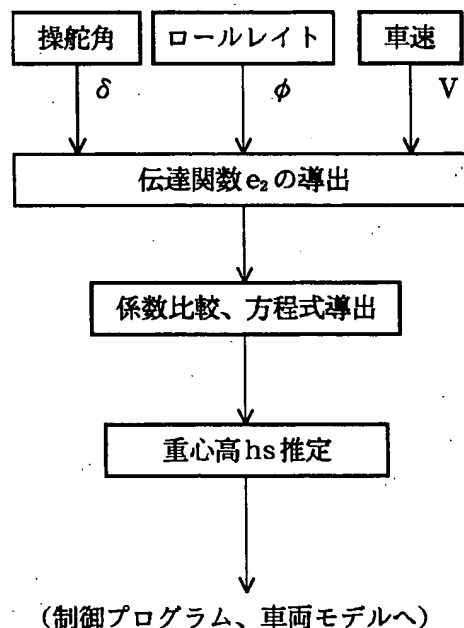 操舵角 ロールレイト 車速
δ φ V
伝達関数e₂の導出
係数比較、方程式導出
重心高hs推定
(制御プログラム、車両モデルへ)